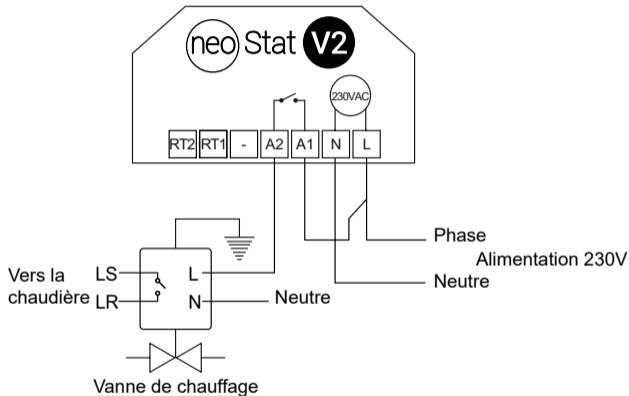 neo Stat V2
230VAC
RT2 RT1 - A2 A1 N L
Phase
Alimentation 230V
Neutre
Vers la
chaudière
LS
LR
L
N
Neutre
Vanne de chauffage